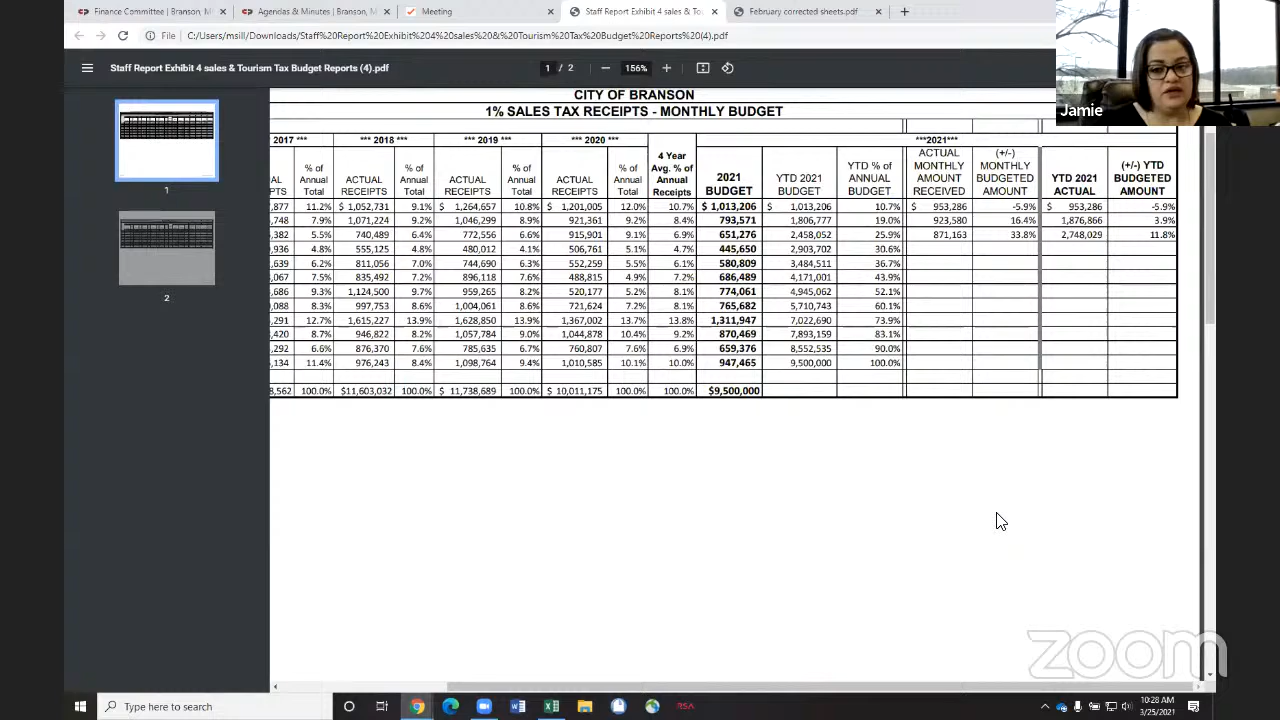 Finance Committee | Branson, M
Agendas & Minutes | Branson, M
Meeting
Staff Report Exhibit 4 sales & To
February corrected sheets.pdf
File | C:/Users/msill/Downloads/Staff%20Report%20Exhibit%204%20sales%20&%20Tourism%20Tax%20Budget%20Reports%20(4).pdf
Staff Report Exhibit 4 sales & Tourism Tax Budget Reports (4).pdf
1 / 2
156%
Jamie
1
2
CITY OF BRANSON
1% SALES TAX RECEIPTS - MONTHLY BUDGET
2017 *** *** 2018 *** *** 2019 *** *** 2020 *** ***2021***
AL PTS % of Annual Total ACTUAL RECEIPTS % of Annual Total ACTUAL RECEIPTS % of Annual Total ACTUAL RECEIPTS % of Annual Total 4 Year Avg. % of Annual Receipts 2021 BUDGET YTD 2021 BUDGET YTD % of ANNUAL BUDGET ACTUAL MONTHLY AMOUNT RECEIVED (+/-) MONTHLY BUDGETED AMOUNT YTD 2021 ACTUAL (+/-) YTD BUDGETED AMOUNT
,877 11.2% $ 1,052,731 9.1% $ 1,264,657 10.8% $ 1,201,005 12.0% 10.7% $ 1,013,206 $ 1,013,206 10.7% $ 953,286 -5.9% $ 953,286 -5.9%
,748 7.9% 1,071,224 9.2% 1,046,299 8.9% 921,361 9.2% 8.4% 793,571 1,806,777 19.0% 923,580 16.4% 1,876,866 3.9%
,382 5.5% 740,489 6.4% 772,556 6.6% 915,901 9.1% 6.9% 651,276 2,458,052 25.9% 871,163 33.8% 2,748,029 11.8%
,936 4.8% 555,125 4.8% 480,012 4.1% 506,761 5.1% 4.7% 445,650 2,903,702 30.6%
,639 6.2% 811,056 7.0% 744,690 6.3% 552,259 5.5% 6.1% 580,809 3,484,511 36.7%
,067 7.5% 835,492 7.2% 896,118 7.6% 488,815 4.9% 7.2% 686,489 4,171,001 43.9%
,686 9.3% 1,124,500 9.7% 959,265 8.2% 520,177 5.2% 8.1% 774,061 4,945,062 52.1%
,088 8.3% 997,753 8.6% 1,004,061 8.6% 721,624 7.2% 8.1% 765,682 5,710,743 60.1%
,291 12.7% 1,615,227 13.9% 1,628,850 13.9% 1,367,002 13.7% 13.8% 1,311,947 7,022,690 73.9%
,420 8.7% 946,822 8.2% 1,057,784 9.0% 1,044,878 10.4% 9.2% 870,469 7,893,159 83.1%
,292 6.6% 876,370 7.6% 785,635 6.7% 760,807 7.6% 6.9% 659,376 8,552,535 90.0%
,134 11.4% 976,243 8.4% 1,098,764 9.4% 1,010,585 10.1% 10.0% 947,465 9,500,000 100.0%
3,562 100.0% $11,603,032 100.0% $ 11,738,689 100.0% $ 10,011,175 100.0% 100.0% $9,500,000
zoom
Type here to search
RSA
10:28 AM
3/25/2021